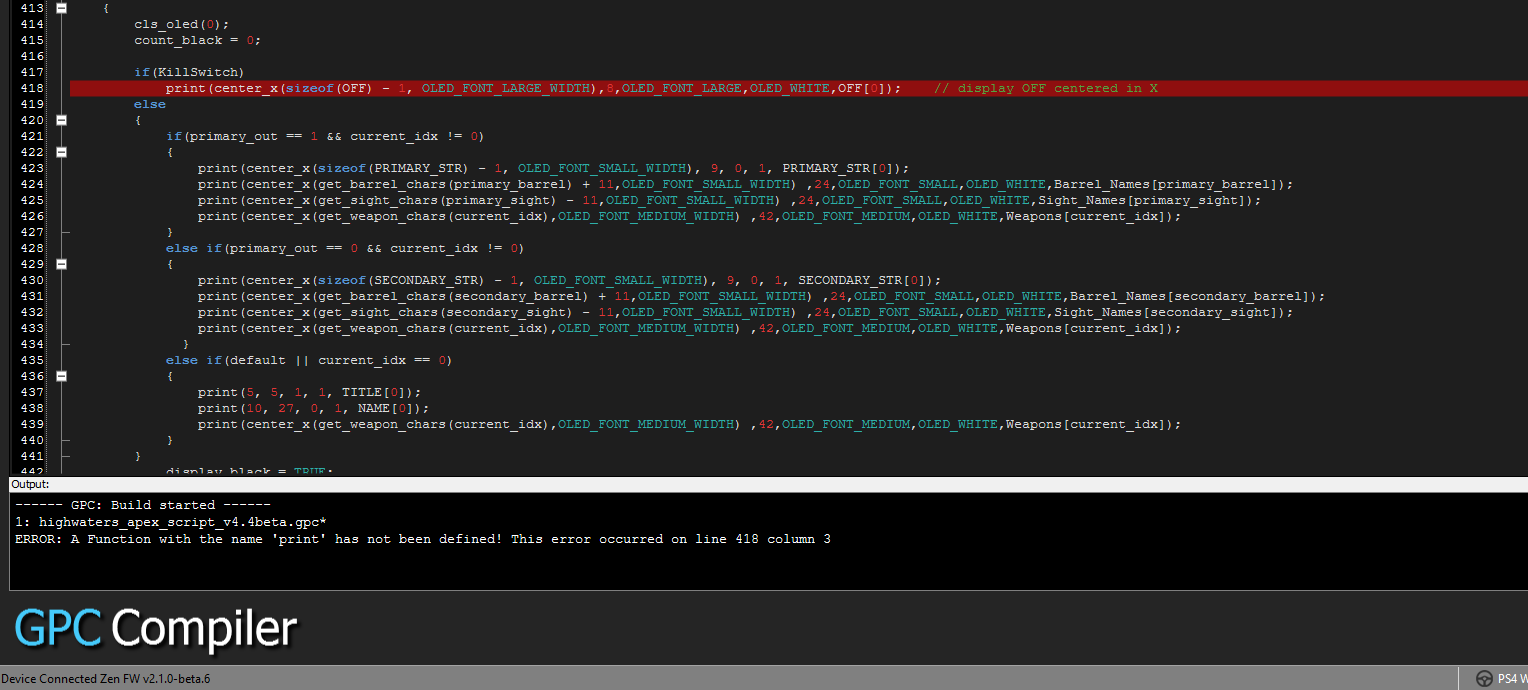 413 {
414 cls_oled(0);
415 count_black = 0;
416
417 if(KillSwitch)
418 print(center_x(sizeof(OFF) - 1, OLED_FONT_LARGE_WIDTH),8,OLED_FONT_LARGE,OLED_WHITE,OFF[0]); // display OFF centered in X
419 else
420 {
421 if(primary_out == 1 && current_idx != 0)
422 {
423 print(center_x(sizeof(PRIMARY_STR) - 1, OLED_FONT_SMALL_WIDTH), 9, 0, 1, PRIMARY_STR[0]);
424 print(center_x(get_barrel_chars(primary_barrel) + 11,OLED_FONT_SMALL_WIDTH) ,24,OLED_FONT_SMALL,OLED_WHITE,Barrel_Names[primary_barrel]);
425 print(center_x(get_sight_chars(primary_sight) - 11,OLED_FONT_SMALL_WIDTH) ,24,OLED_FONT_SMALL,OLED_WHITE,Sight_Names[primary_sight]);
426 print(center_x(get_weapon_chars(current_idx),OLED_FONT_MEDIUM_WIDTH) ,42,OLED_FONT_MEDIUM,OLED_WHITE,Weapons[current_idx]);
427 }
428 else if(primary_out == 0 && current_idx != 0)
429 {
430 print(center_x(sizeof(SECONDARY_STR) - 1, OLED_FONT_SMALL_WIDTH), 9, 0, 1, SECONDARY_STR[0]);
431 print(center_x(get_barrel_chars(secondary_barrel) + 11,OLED_FONT_SMALL_WIDTH) ,24,OLED_FONT_SMALL,OLED_WHITE,Barrel_Names[secondary_barrel]);
432 print(center_x(get_sight_chars(secondary_sight) - 11,OLED_FONT_SMALL_WIDTH) ,24,OLED_FONT_SMALL,OLED_WHITE,Sight_Names[secondary_sight]);
433 print(center_x(get_weapon_chars(current_idx),OLED_FONT_MEDIUM_WIDTH) ,42,OLED_FONT_MEDIUM,OLED_WHITE,Weapons[current_idx]);
434 }
435 else if(default || current_idx == 0)
436 {
437 print(5, 5, 1, 1, TITLE[0]);
438 print(10, 27, 0, 1, NAME[0]);
439 print(center_x(get_weapon_chars(current_idx),OLED_FONT_MEDIUM_WIDTH) ,42,OLED_FONT_MEDIUM,OLED_WHITE,Weapons[current_idx]);
440 }
441 }
442 display_black = TRUE;
Output:
------ GPC: Build started ------
1: highwaters_apex_script_v4.4beta.gpc*
ERROR: A Function with the name 'print' has not been defined! This error occurred on line 418 column 3
GPC Compiler
Device Connected Zen FW v2.1.0-beta.6
PS4 W